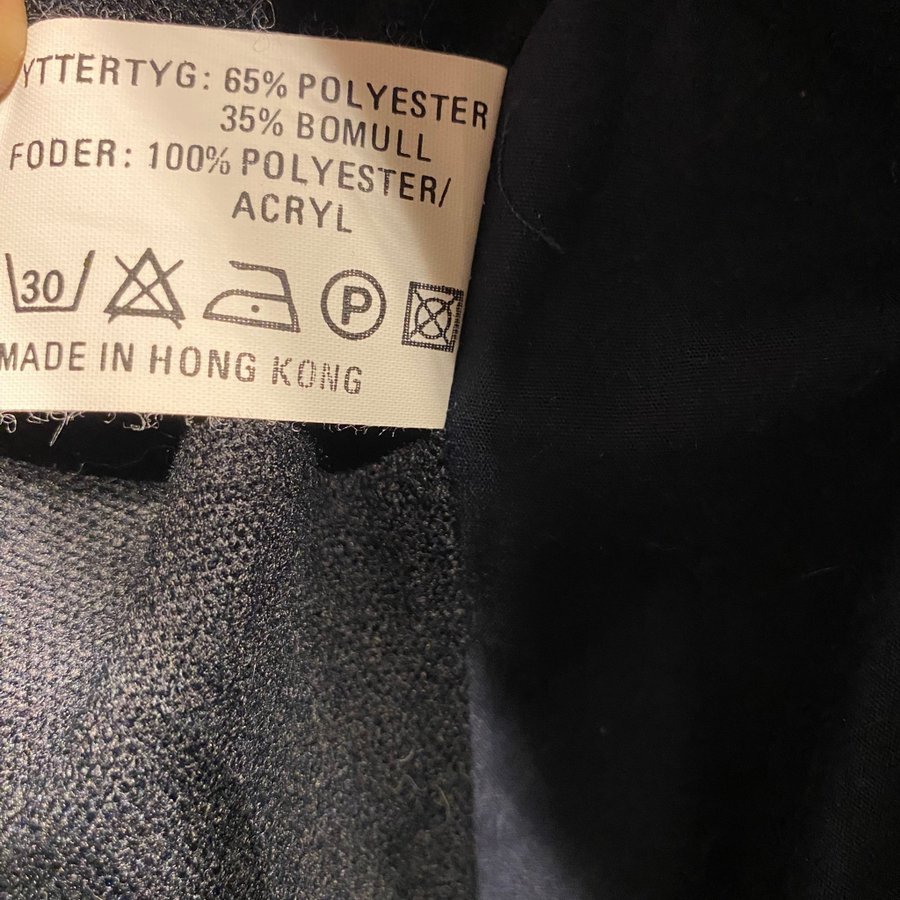 YTTERTYG: 65% POLYESTER
35% BOMULL
FODER: 100% POLYESTER/
ACRYL
30 P
MADE IN HONG KONG